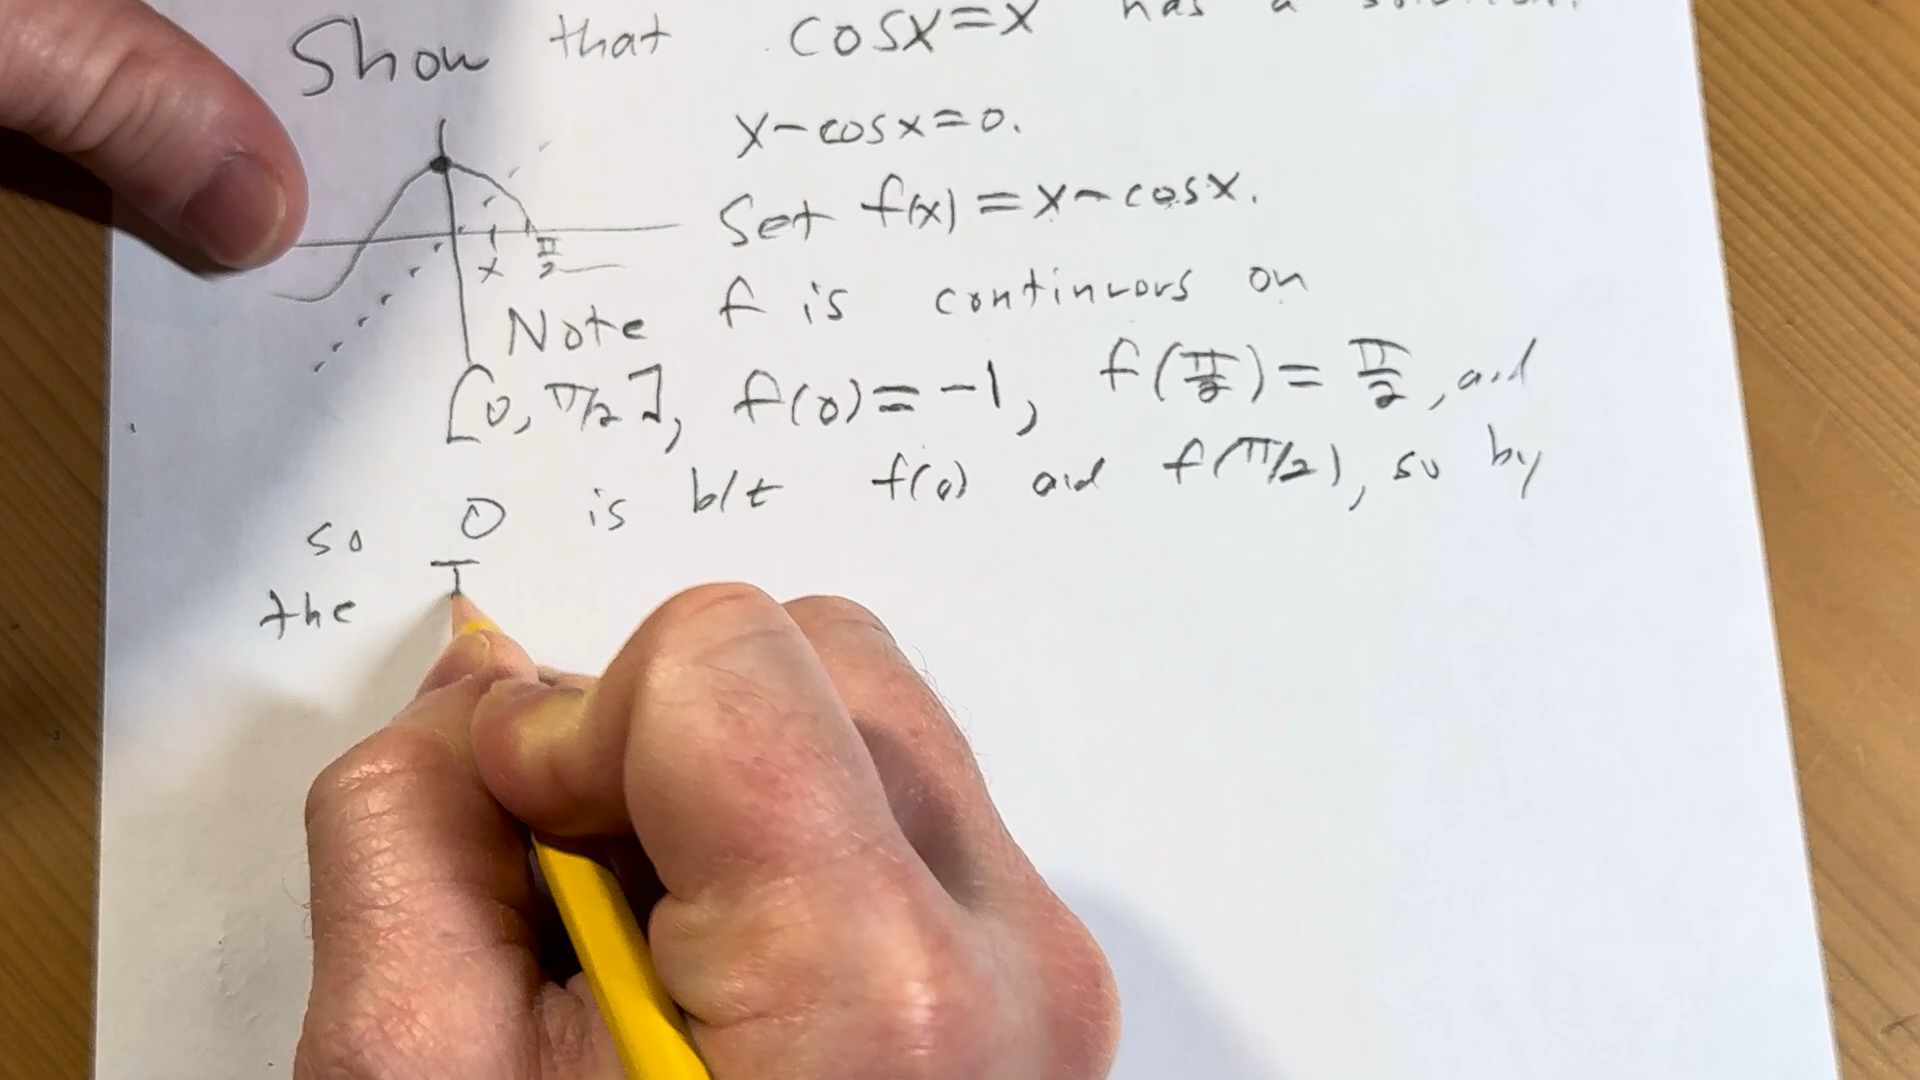 Show that cosx=x has a
x-cosx=0.
Set f(x)=x-cosx.
x π/2
Note f is continuous on
[0, π/2], f(0)=-1, f(π/2)=π/2, and
so 0 is b/t f(0) and f(π/2), so by
the I